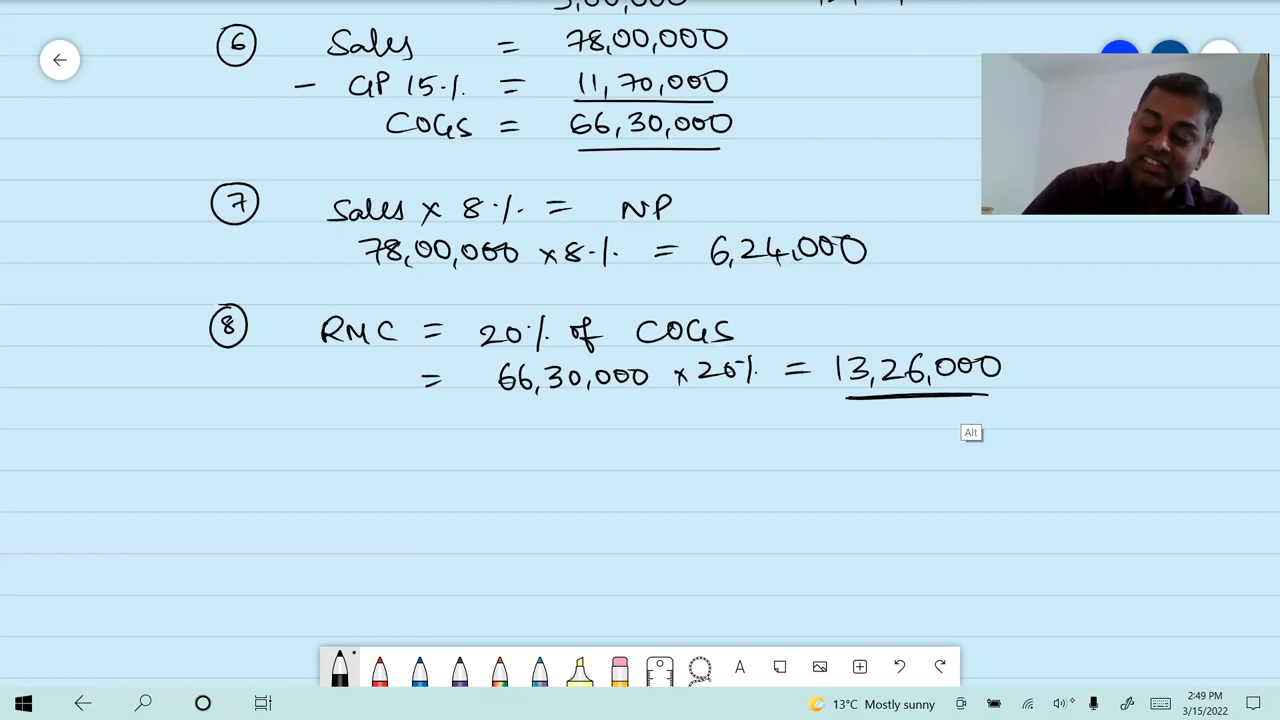 6 Sales = 78,00,000
- GP 15% = 11,70,000
COGS = 66,30,000
7 Sales × 8% = NP
78,00,000 × 8% = 6,24,000
8 RMC = 20% of COGS
= 66,30,000 × 20% = 13,26,000
Alt
A
13°C Mostly sunny
2:49 PM
3/15/2022